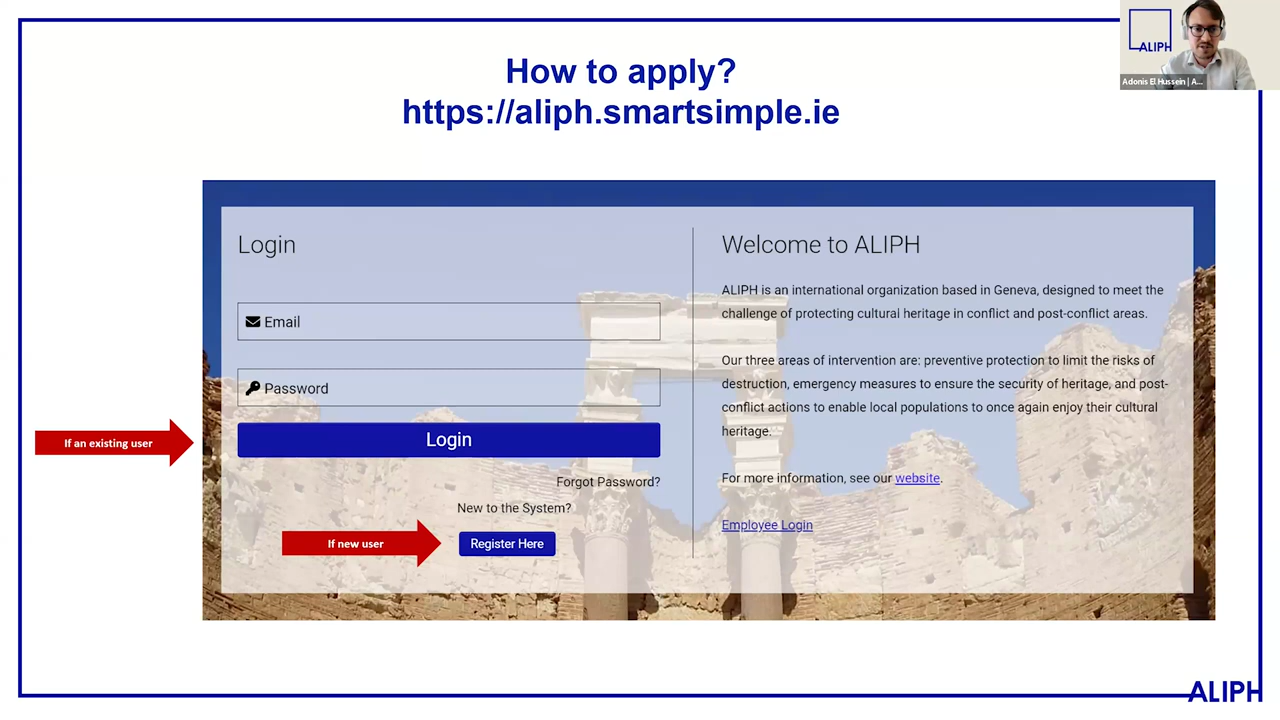 How to apply?
https://aliph.smartsimple.ie
ALIPH
Adonis El Hussein | A...
Login
Email
Password
If an existing user
Login
Forgot Password?
New to the System?
If new user
Register Here
Welcome to ALIPH
ALIPH is an international organization based in Geneva, designed to meet the
challenge of protecting cultural heritage in conflict and post-conflict areas.
Our three areas of intervention are: preventive protection to limit the risks of
destruction, emergency measures to ensure the security of heritage, and post-
conflict actions to enable local populations to once again enjoy their cultural
heritage.
For more information, see our website.
Employee Login
ALIPH